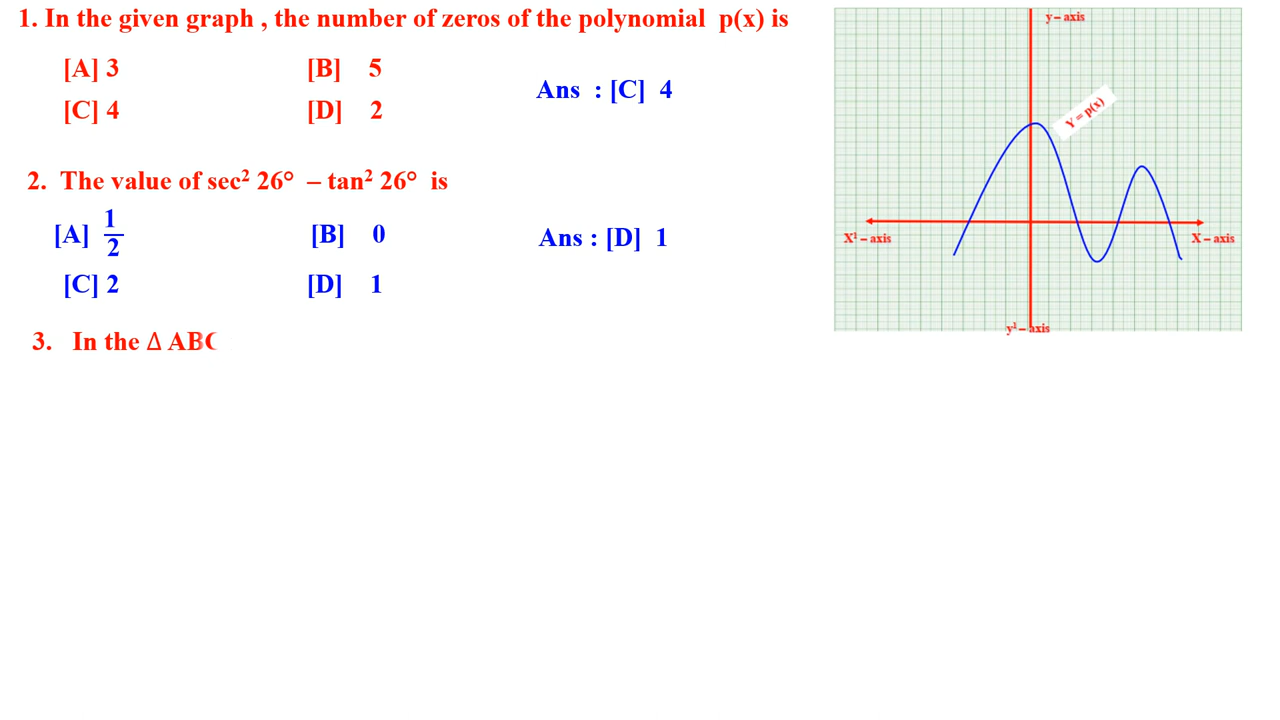 1. In the given graph , the number of zeros of the polynomial p(x) is
[A] 3 [B] 5
[C] 4 [D] 2
Ans : [C] 4
2. The value of sec² 26° – tan² 26° is
[A] 1/2 [B] 0
[C] 2 [D] 1
Ans : [D] 1
3. In the Δ ABC
y – axis
Y = p(x)
X¹ – axis
X – axis
y¹ – axis